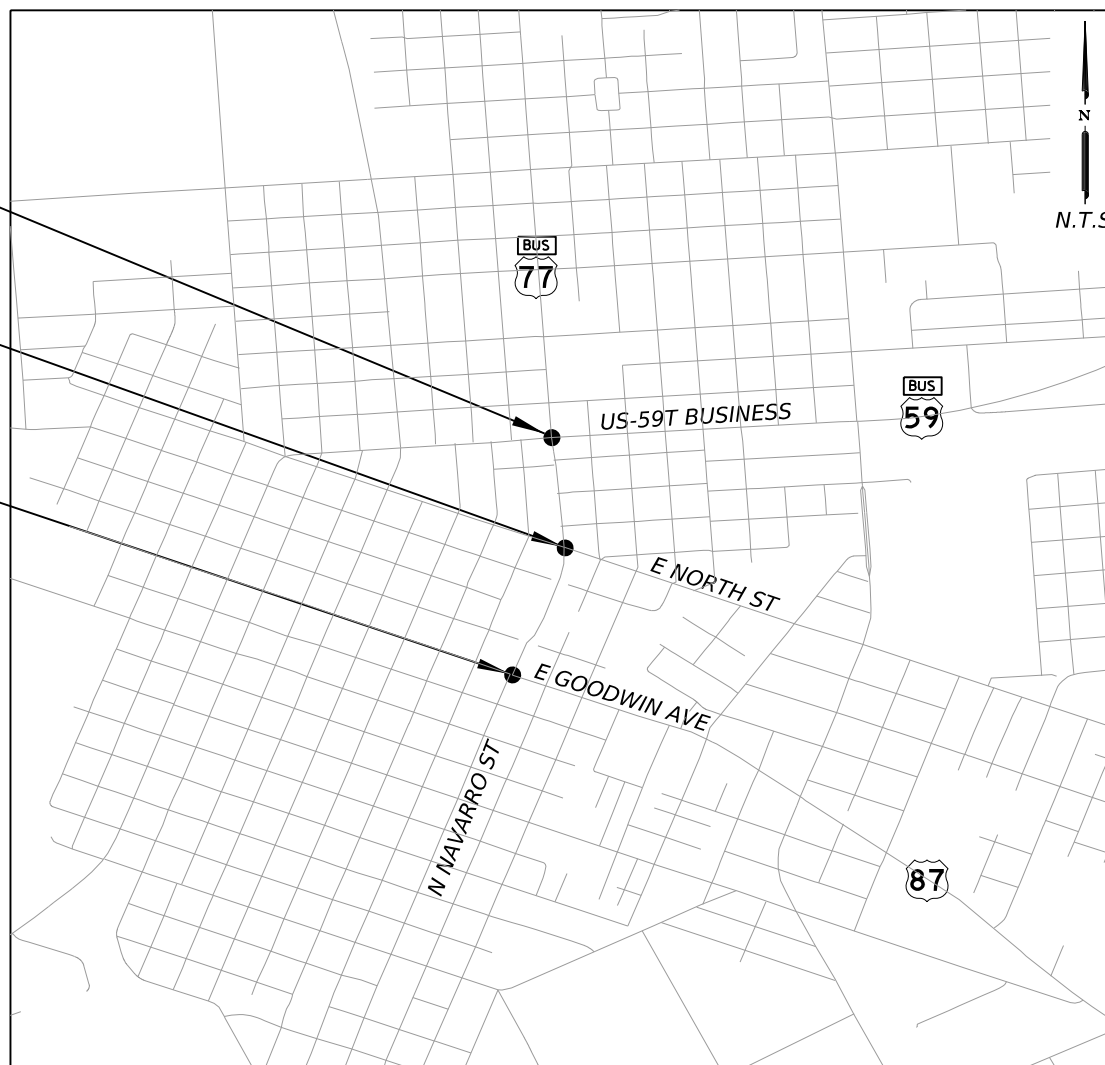 N
N.T.S
BUS
77
BUS
59
US-59T BUSINESS
E NORTH ST
E GOODWIN AVE
N NAVARRO ST
87